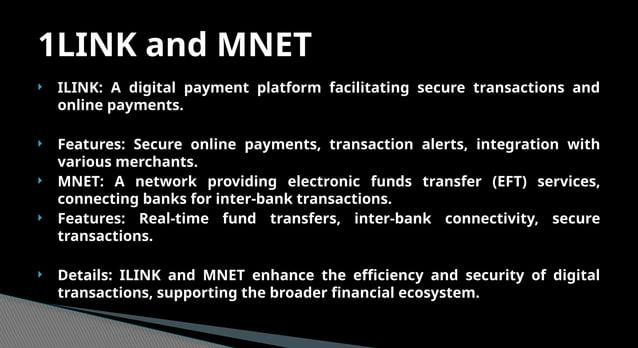 1LINK and MNET
ILINK: A digital payment platform facilitating secure transactions and
online payments.
Features: Secure online payments, transaction alerts, integration with
various merchants.
MNET: A network providing electronic funds transfer (EFT) services,
connecting banks for inter-bank transactions.
Features: Real-time fund transfers, inter-bank connectivity, secure
transactions.
Details: ILINK and MNET enhance the efficiency and security of digital
transactions, supporting the broader financial ecosystem.